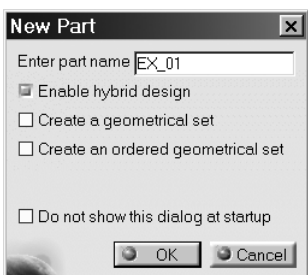 New Part
Enter part name EX_01
Enable hybrid design
Create a geometrical set
Create an ordered geometrical set
Do not show this dialog at startup
OK Cancel